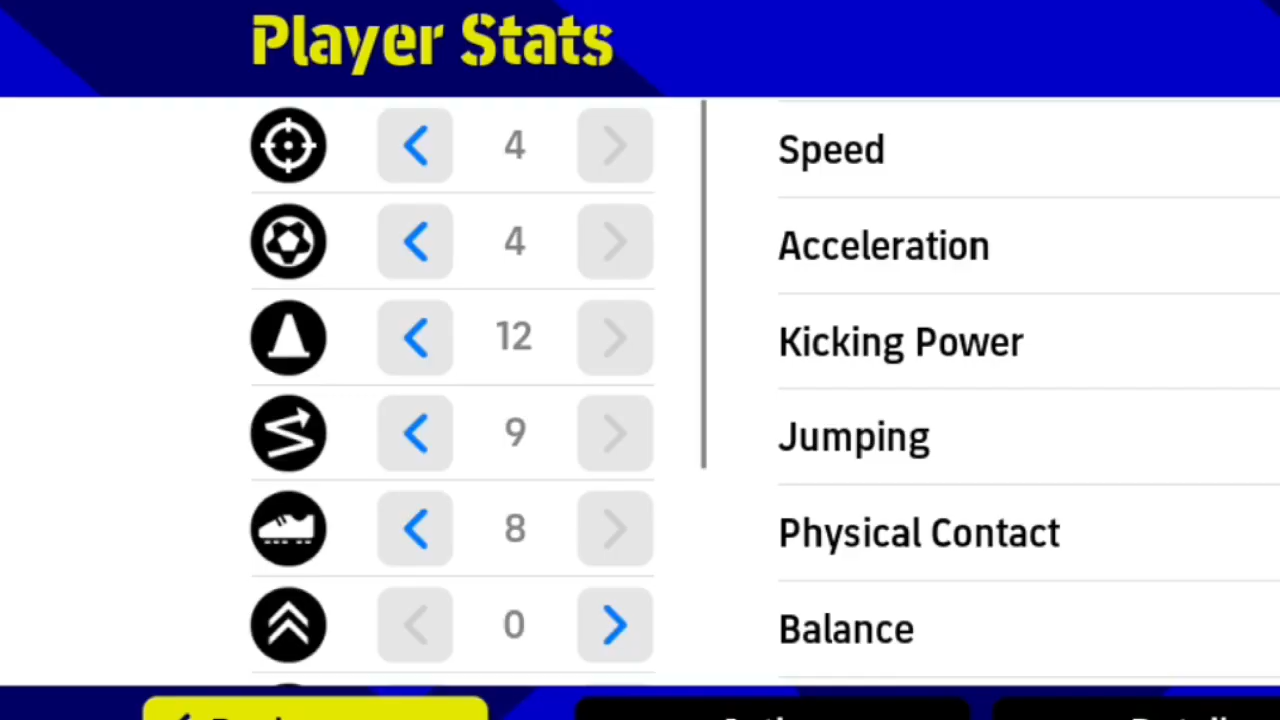 Player Stats
4 Speed
4 Acceleration
12 Kicking Power
9 Jumping
8 Physical Contact
0 Balance